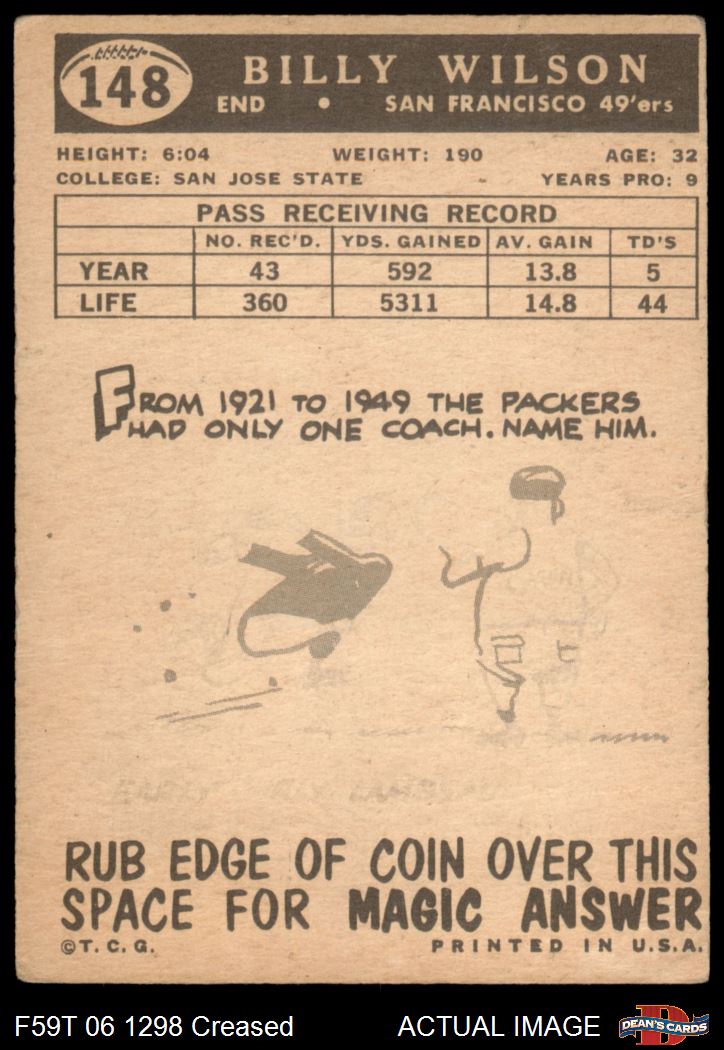 148
BILLY WILSON
END • SAN FRANCISCO 49'ers
HEIGHT: 6:04 WEIGHT: 190 AGE: 32
COLLEGE: SAN JOSE STATE YEARS PRO: 9
PASS RECEIVING RECORD
NO. REC'D. YDS. GAINED AV. GAIN TD'S
YEAR 43 592 13.8 5
LIFE 360 5311 14.8 44
FROM 1921 TO 1949 THE PACKERS
HAD ONLY ONE COACH. NAME HIM.
RUB EDGE OF COIN OVER THIS
SPACE FOR MAGIC ANSWER
©T.C.G. PRINTED IN U.S.A.
F59T 06 1298 Creased ACTUAL IMAGE
DEAN'S CARDS